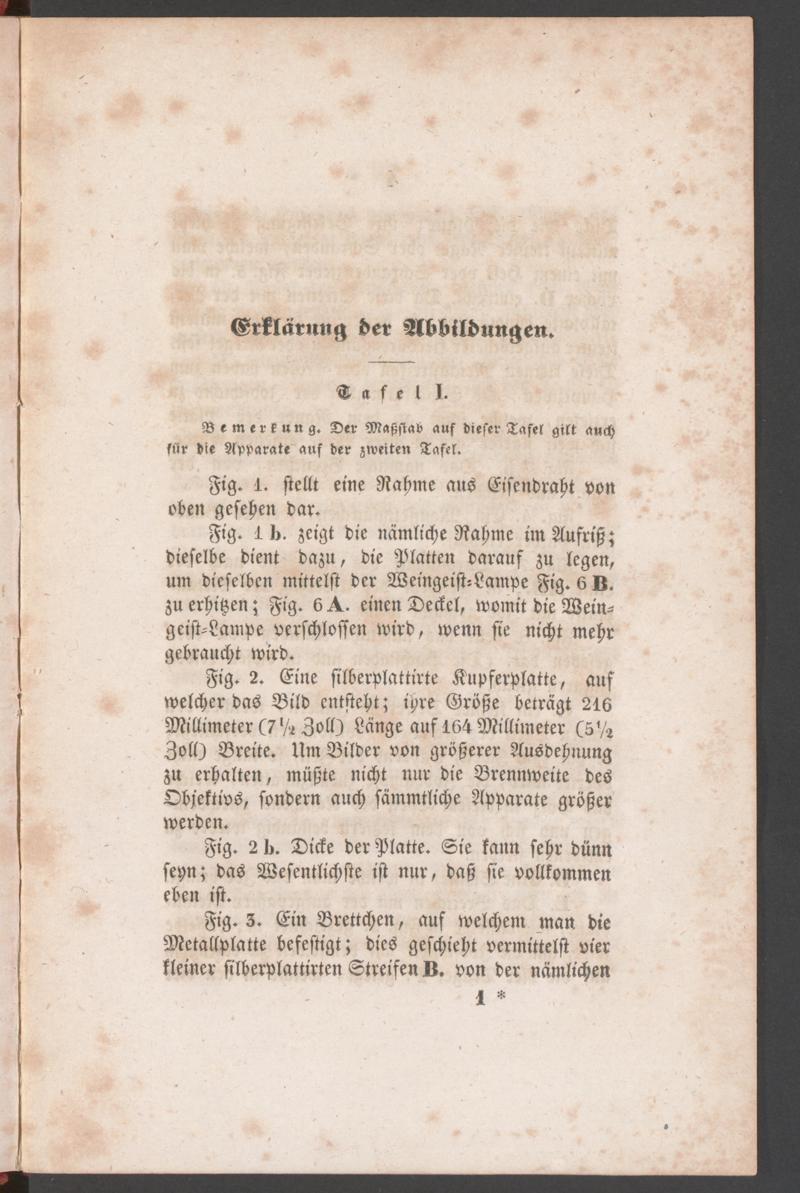 Erklärung der Abbildungen.
Tafel I.
Bemerkung. Der Maßstab auf dieser Tafel gilt auch
für die Apparate auf der zweiten Tafel.
Fig. 1. stellt eine Rahme aus Eisendraht von
oben gesehen dar.
Fig. 1 b. zeigt die nämliche Rahme im Aufriß;
dieselbe dient dazu, die Platten darauf zu legen,
um dieselben mittelst der Weingeist-Lampe Fig. 6 B.
zu erhitzen; Fig. 6 A. einen Deckel, womit die Wein-
geist-Lampe verschlossen wird, wenn sie nicht mehr
gebraucht wird.
Fig. 2. Eine silberplattirte Kupferplatte, auf
welcher das Bild entsteht; ihre Größe beträgt 216
Millimeter (7 1/2 Zoll) Länge auf 164 Millimeter (5 1/2
Zoll) Breite. Um Bilder von größerer Ausdehnung
zu erhalten, müßte nicht nur die Brennweite des
Objektivs, sondern auch sämmtliche Apparate größer
werden.
Fig. 2 b. Dicke der Platte. Sie kann sehr dünn
seyn; das Wesentlichste ist nur, daß sie vollkommen
eben ist.
Fig. 3. Ein Brettchen, auf welchem man die
Metallplatte befestigt; dies geschieht vermittelst vier
kleiner silberplattirten Streifen B. von der nämlichen
1 *